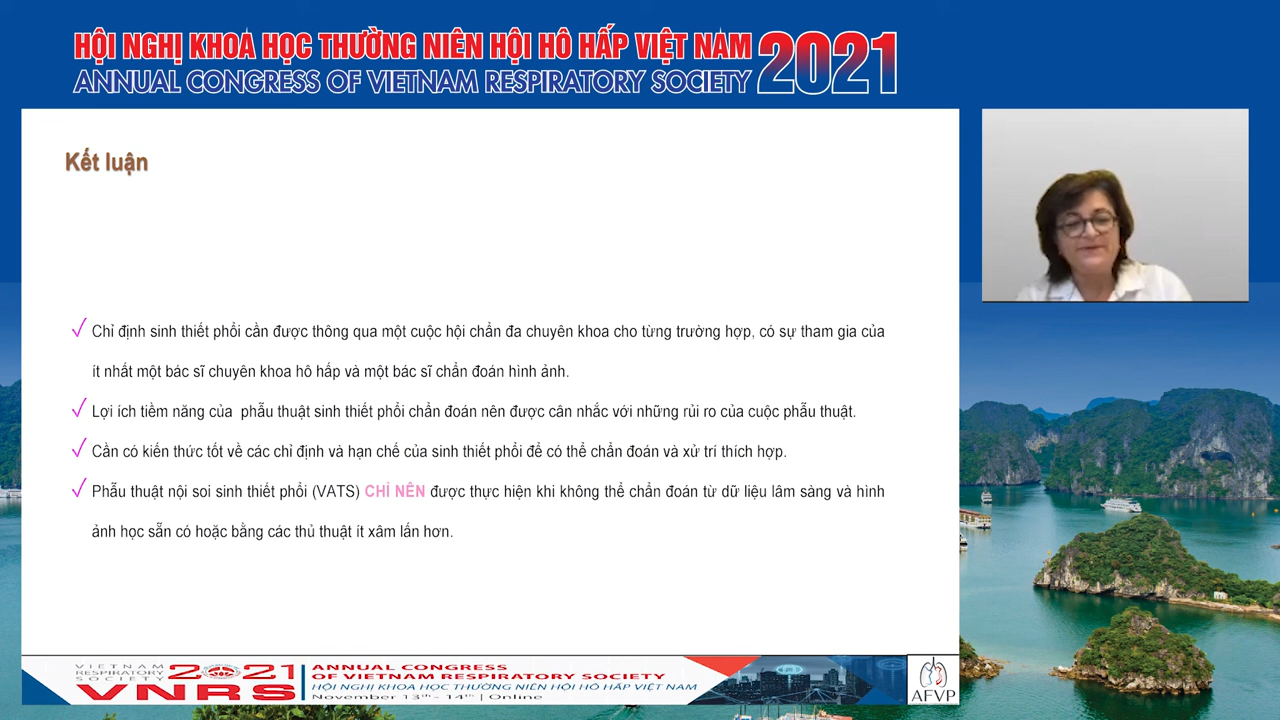 HỘI NGHỊ KHOA HỌC THƯỜNG NIÊN HỘI HÔ HẤP VIỆT NAM 2021
ANNUAL CONGRESS OF VIETNAM RESPIRATORY SOCIETY
Kết luận
✓ Chỉ định sinh thiết phổi cần được thông qua một cuộc hội chẩn đa chuyên khoa cho từng trường hợp, có sự tham gia của
ít nhất một bác sĩ chuyên khoa hô hấp và một bác sĩ chẩn đoán hình ảnh.
✓ Lợi ích tiềm năng của phẫu thuật sinh thiết phổi chẩn đoán nên được cân nhắc với những rủi ro của cuộc phẫu thuật.
✓ Cần có kiến thức tốt về các chỉ định và hạn chế của sinh thiết phổi để có thể chẩn đoán và xử trí thích hợp.
✓ Phẫu thuật nội soi sinh thiết phổi (VATS) CHỈ NÊN được thực hiện khi không thể chẩn đoán từ dữ liệu lâm sàng và hình
ảnh học sẵn có hoặc bằng các thủ thuật ít xâm lấn hơn.
VIETNAM
RESPIRATORY
SOCIETY
2021
VNRS
ANNUAL CONGRESS
OF VIETNAM RESPIRATORY SOCIETY
HỘI NGHỊ KHOA HỌC THƯỜNG NIÊN HỘI HÔ HẤP VIỆT NAM
November 13th - 14th | Online
AFVP